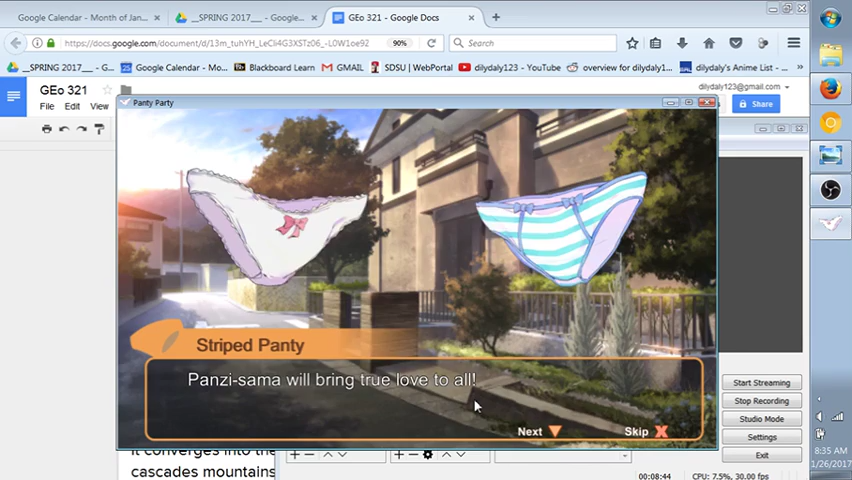 Google Calendar - Month of Jan
__SPRING 2017___ - Google
GEo 321 - Google Docs
https://docs.google.com/document/d/13m_tuhYH_LeCli4G3XSTz06_-L0W1oe92
90%
Search
__SPRING 2017___ - G...
Google Calendar - Mo...
Blackboard Learn
GMAIL
SDSU | WebPortal
dilydaly123 - YouTube
overview for dilydaly1...
dilydaly's Anime List
GEo 321
dilydaly123@gmail.com
File Edit View
Share
Panty Party
Striped Panty
Panzi-sama will bring true love to all!
Next
Skip X
Start Streaming
Stop Recording
Studio Mode
Settings
Exit
It converges into the
cascades mountains
00:08:44
CPU: 7.5%, 30.00 fps
8:35 AM
1/26/2017